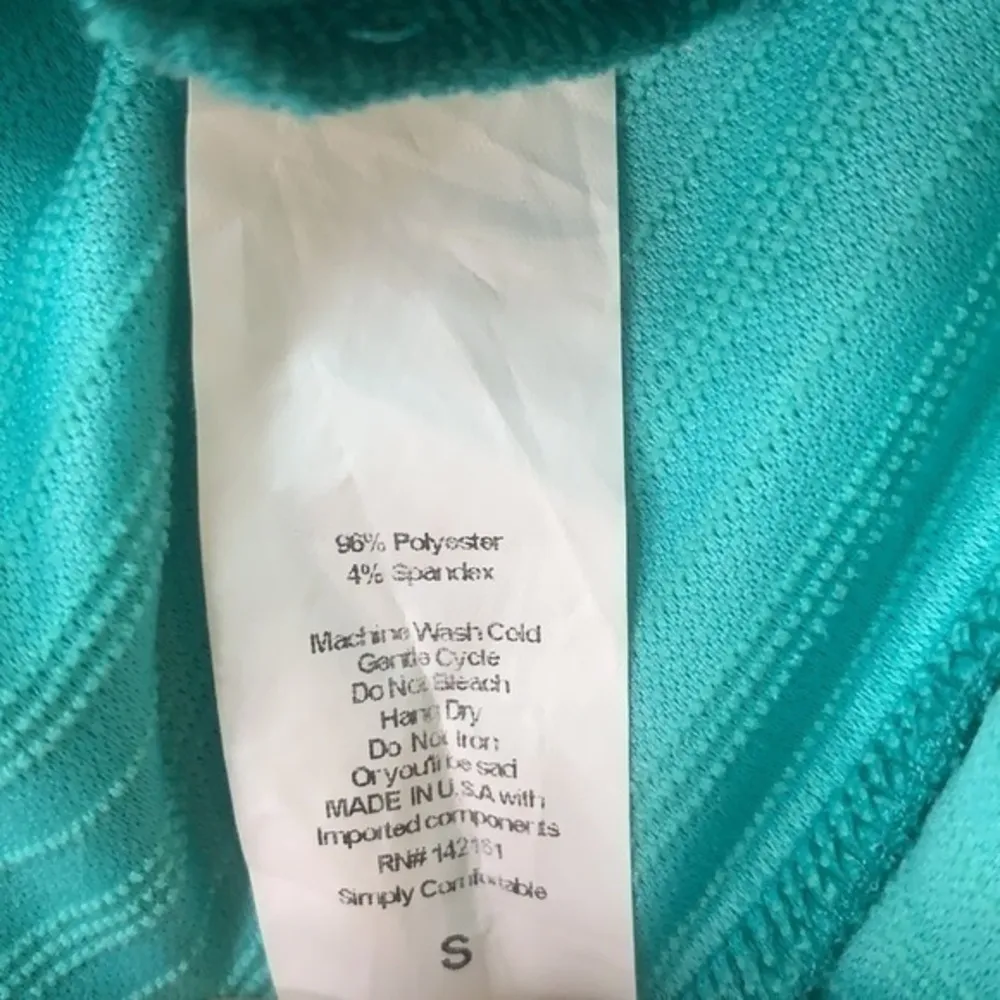 96% Polyester
4% Spandex
Machine Wash Cold
Gentle Cycle
Do Not Bleach
Hang Dry
Do Not Iron
Or you'll be sad
MADE IN U.S.A with
Imported components
RN# 142161
Simply Comfortable
S